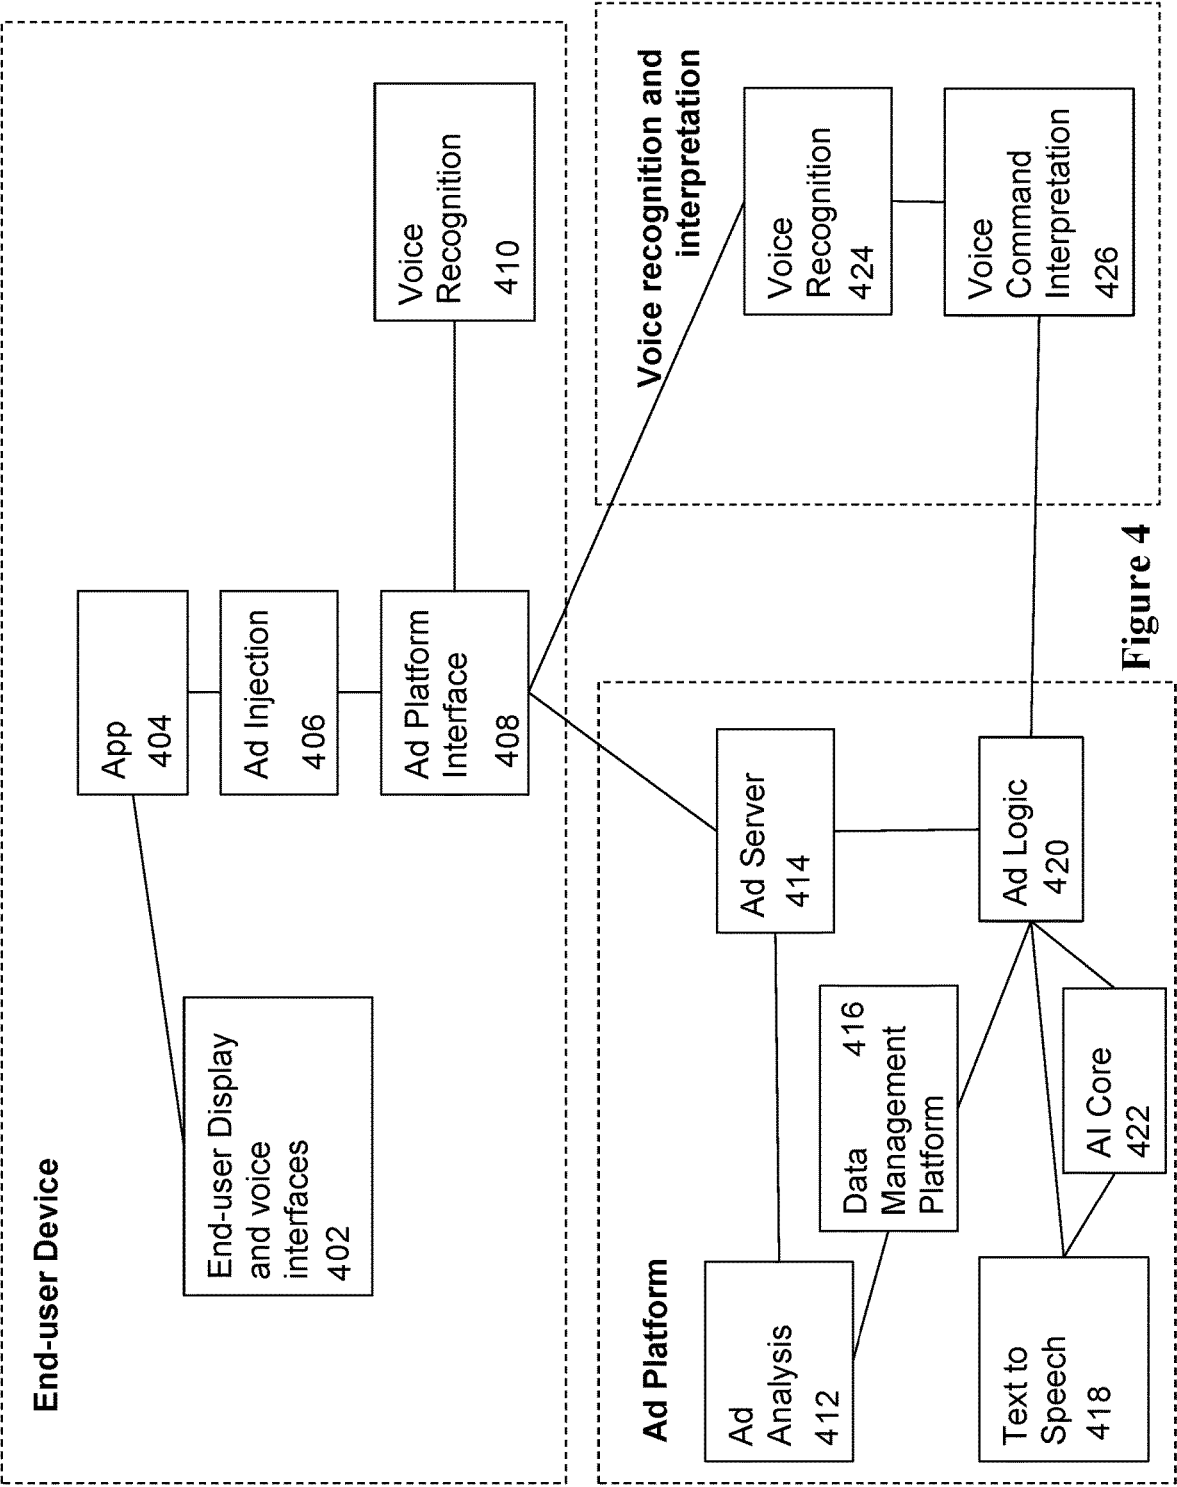 End-user Device
End-user Display
and voice
interfaces
402
App
404
Ad Injection
406
Ad Platform
Interface
408
Voice
Recognition
410
Ad Platform
Ad
Analysis
412
Data 416
Management
Platform
Ad Server
414
Text to
Speech
418
AI Core
422
Ad Logic
420
Voice recognition and
interpretation
Voice
Recognition
424
Voice
Command
Interpretation
426
Figure 4